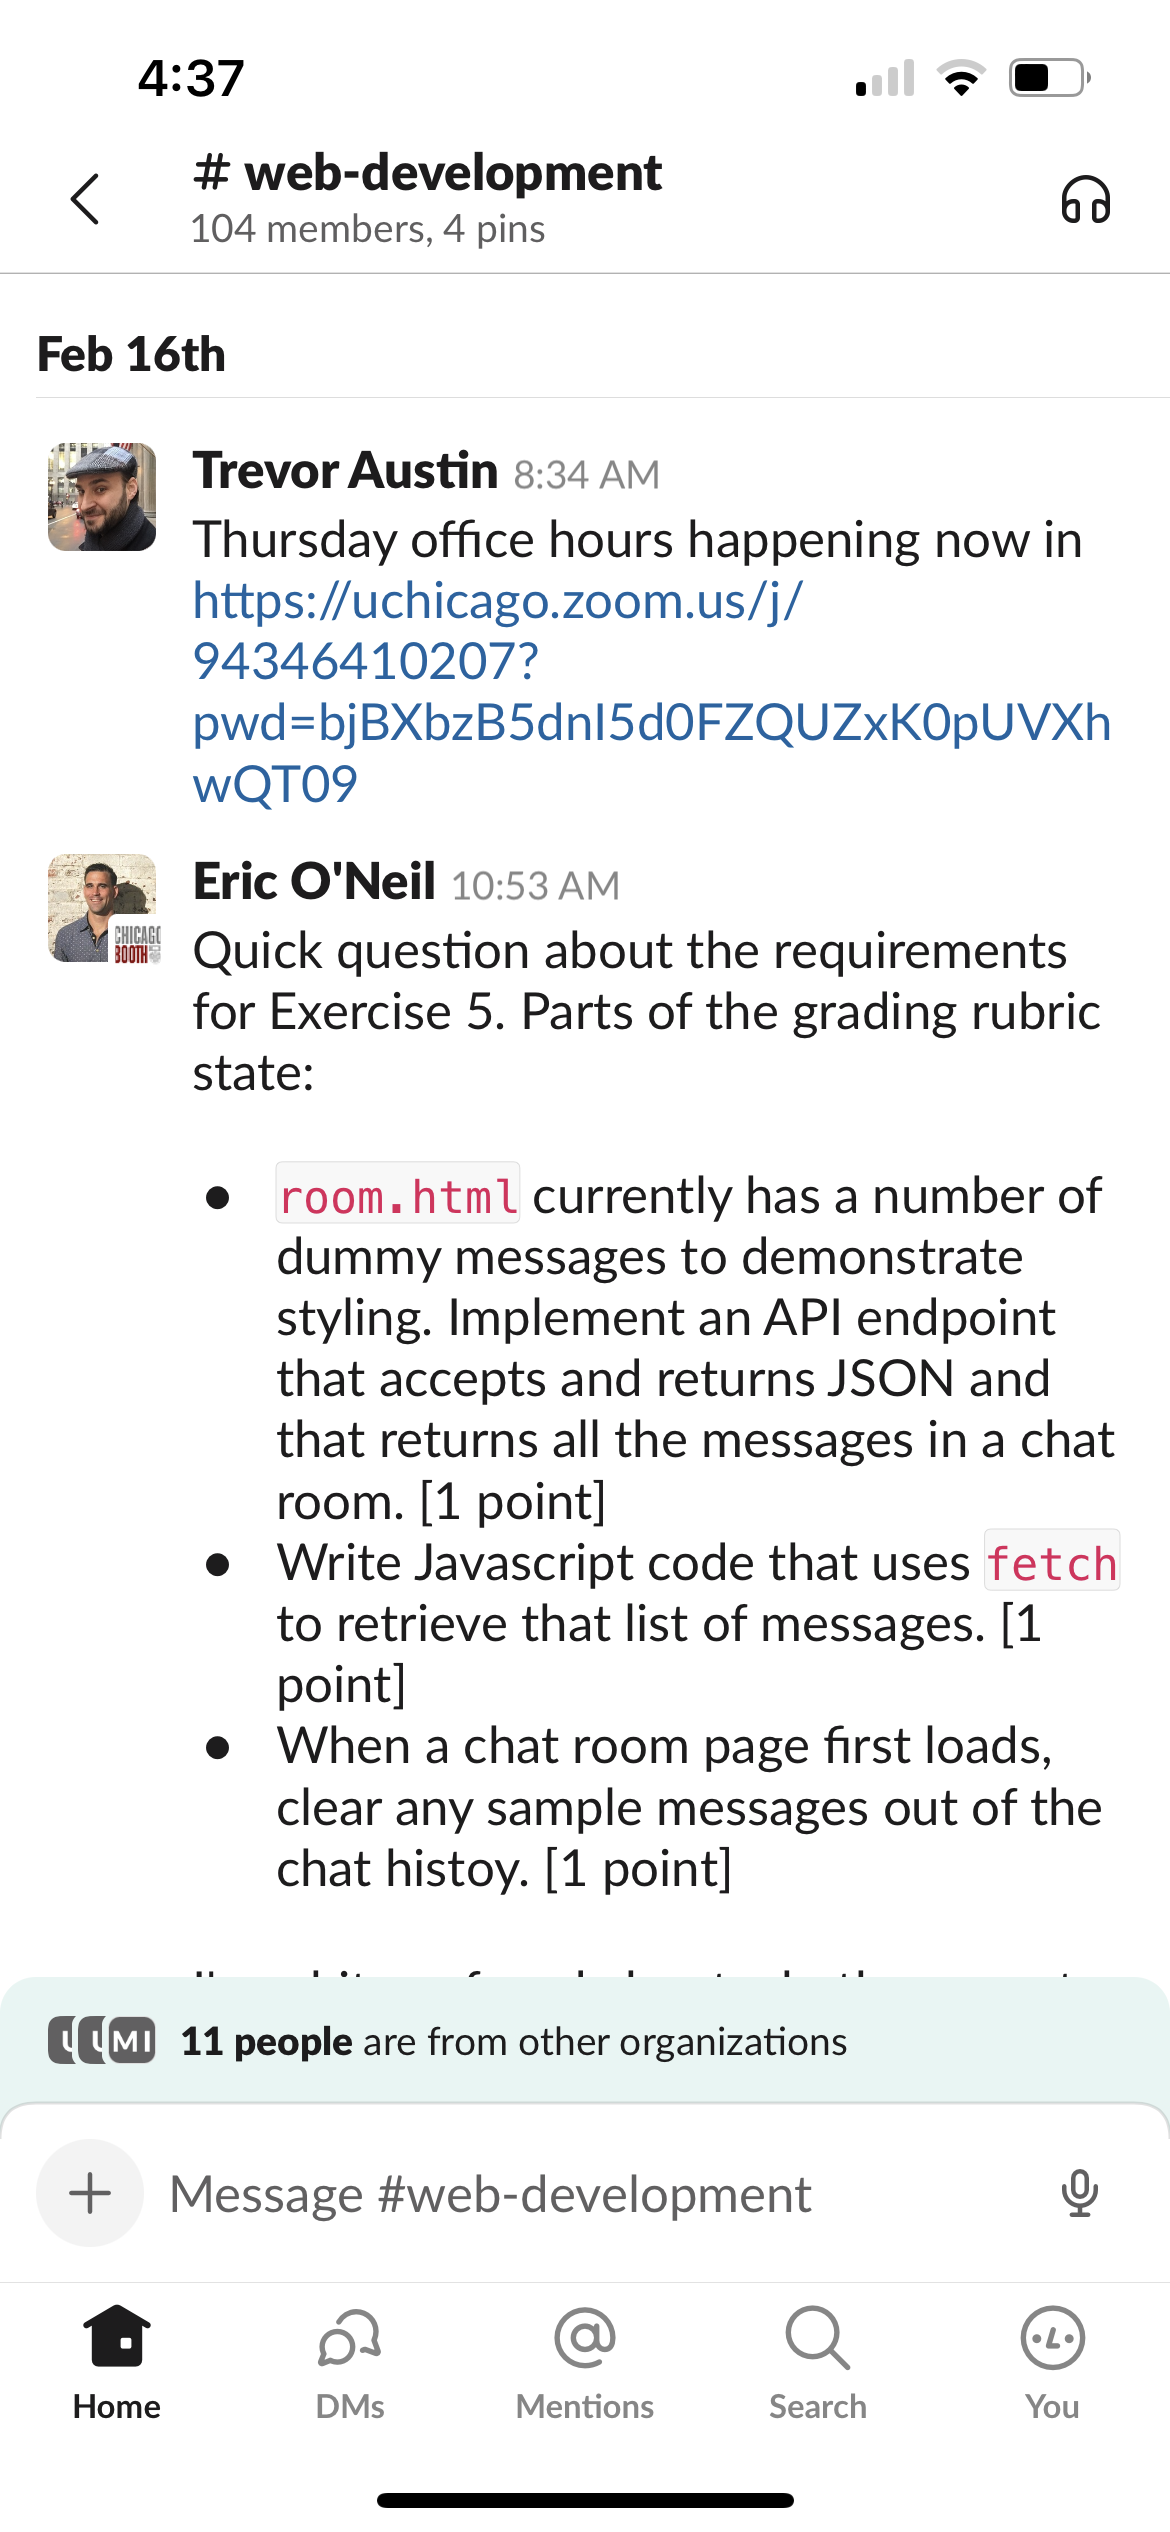 4:37
# web-development
104 members, 4 pins
Feb 16th
Trevor Austin 8:34 AM
Thursday office hours happening now in
https://uchicago.zoom.us/j/
94346410207?
pwd=bjBXbzB5dnI5d0FZQUZxK0pUVXh
wQT09
Eric O'Neil 10:53 AM
CHICAGO
BOOTH
Quick question about the requirements
for Exercise 5. Parts of the grading rubric
state:
● room.html currently has a number of
dummy messages to demonstrate
styling. Implement an API endpoint
that accepts and returns JSON and
that returns all the messages in a chat
room. [1 point]
● Write Javascript code that uses fetch
to retrieve that list of messages. [1
point]
● When a chat room page first loads,
clear any sample messages out of the
chat histoy. [1 point]
MI 11 people are from other organizations
Message #web-development
Home DMs Mentions Search You